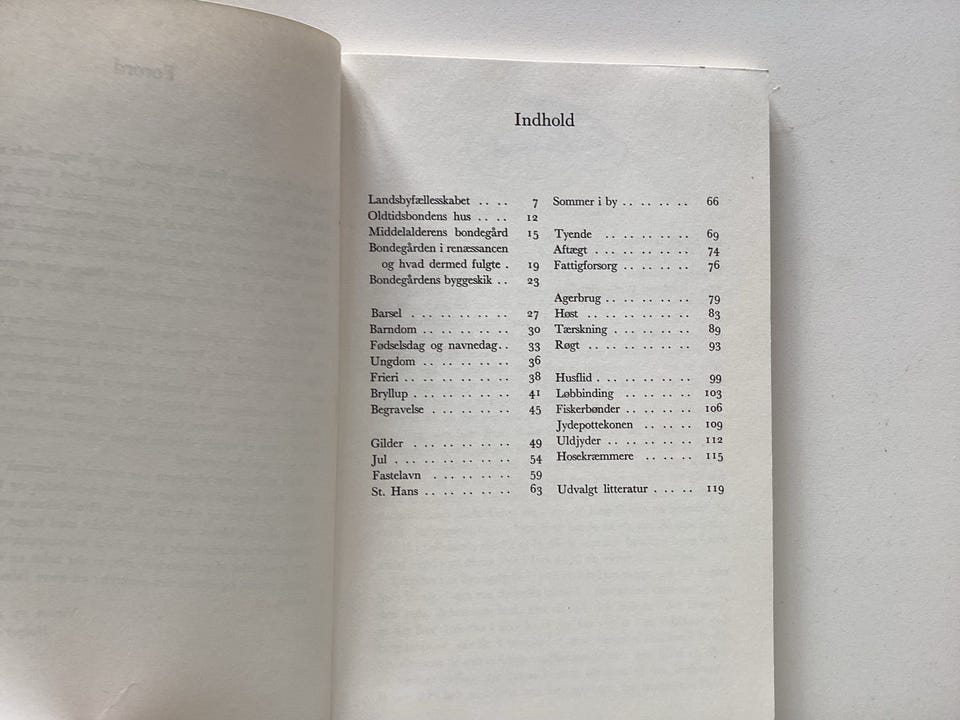 Indhold
Landsbyfællesskabet .. .. 7
Oldtidsbondens hus .. .. 12
Middelalderens bondegård 15
Bondegården i renæssancen
og hvad dermed fulgte . 19
Bondegårdens byggeskik .. 23
Barsel . .. .. .. .. .. 27
Barndom .. .. .. .. .. 30
Fødselsdag og navnedag.. 33
Ungdom .. .. .. .. .. 36
Frieri .. .. .. .. .. .. 38
Bryllup . .. .. .. .. .. 41
Begravelse . .. .. .. .. 45
Gilder . .. .. .. .. .. 49
Jul . .. .. .. .. .. .. 54
Fastelavn .. .. .. .. .. 59
St. Hans .. .. .. .. .. 63
Sommer i by .. .. .. .. 66
Tyende .. .. .. .. .. 69
Aftægt . .. .. .. .. .. 74
Fattigforsorg .. .. .. .. 76
Agerbrug .. .. .. .. .. 79
Høst .. .. .. .. .. .. 83
Tærskning . .. .. .. .. 89
Røgt .. .. .. .. .. .. 93
Husflid . .. .. .. .. .. 99
Løbbinding .. .. .. .. 103
Fiskerbønder .. .. .. .. 106
Jydepottekonen .. .. .. 109
Uldjyder .. .. .. .. .. 112
Hosekræmmere .. .. .. 115
Udvalgt litteratur . .. .. 119
Forord